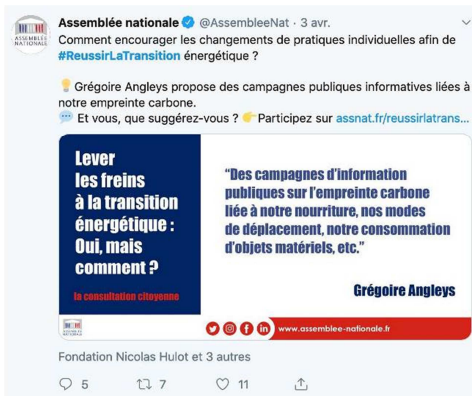 Assemblée nationale @AssembleeNat · 3 avr.
Comment encourager les changements de pratiques individuelles afin de
#ReussirLaTransition énergétique ?
💡Grégoire Angleys propose des campagnes publiques informatives liées à
notre empreinte carbone.
💬 Et vous, que suggérez-vous ? 👉Participez sur assnat.fr/reussirlatrans...
Lever
les freins
à la transition
énergétique :
Oui, mais
comment ?
la consultation citoyenne
“Des campagnes d’information
publiques sur l’empreinte carbone
liée à notre nourriture, nos modes
de déplacement, notre consommation
d’objets matériels, etc.”
Grégoire Angleys
www.assemblee-nationale.fr
Fondation Nicolas Hulot et 3 autres
5 7 11
ASSEMBLÉE
NATIONALE